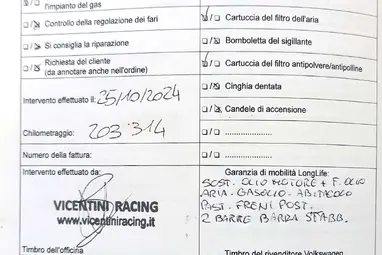 l'impianto del gas
Controllo della regolazione dei fari
Si consiglia la riparazione
Richiesta del cliente
(da annotare anche nell'ordine)
Intervento effettuato il: 25/10/2024
Chilometraggio: 203314
Numero della fattura:
Intervento effettuato da:
VICENTINI RACING
www.vicentiniracing.it
Timbro dell'officina
Cartuccia del filtro dell'aria
Bomboletta del sigillante
Cartuccia del filtro antipolvere/antipolline
Cinghia dentata
Candele di accensione
Garanzia di mobilità LongLife:
SOST. OLIO MOTORE + F. OLIO
ARIA - GASOLIO - ABITACOLO
PAST. FRENI POST.
2 BARRE BARRA STABB.
Timbro del rivenditore Volkswagen